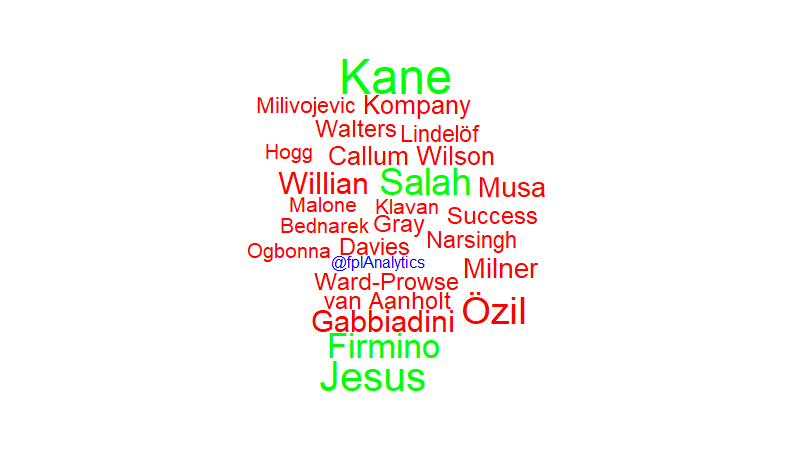 Kane
Milivojevic Kompany
Walters Lindelöf
Hogg Callum Wilson
Willian Salah Musa
Malone Klavan Success
Bednarek Gray
Ogbonna Davies Narsingh
@fplAnalytics Milner
Ward-Prowse
van Aanholt Özil
Gabbiadini
Firmino
Jesus